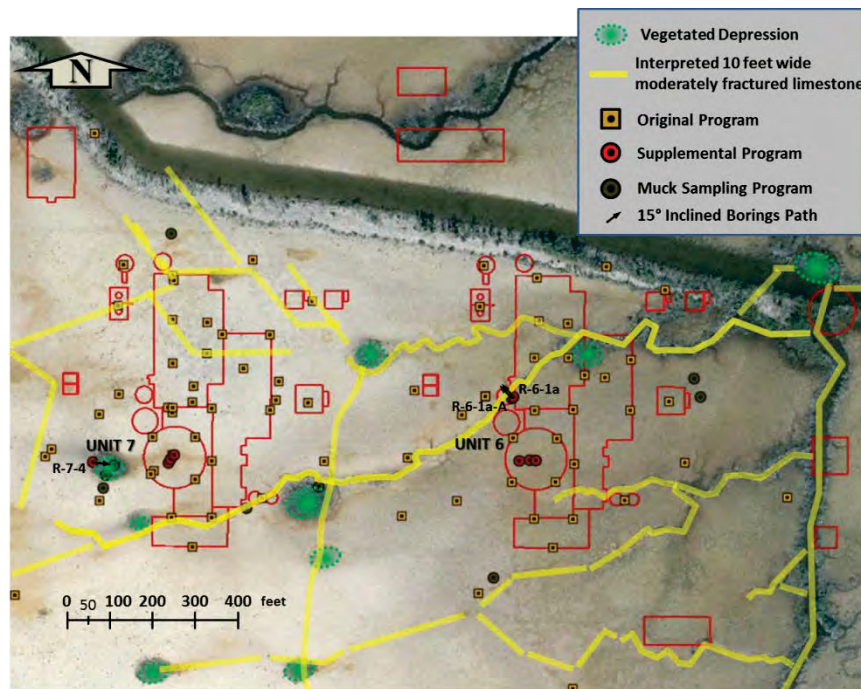 Vegetated Depression
Interpreted 10 feet wide
moderately fractured limestone
Original Program
Supplemental Program
Muck Sampling Program
15° Inclined Borings Path
N
R-6-1a
R-6-1a-A
UNIT 7
UNIT 6
R-7-4
0 50 100 200 300 400 feet